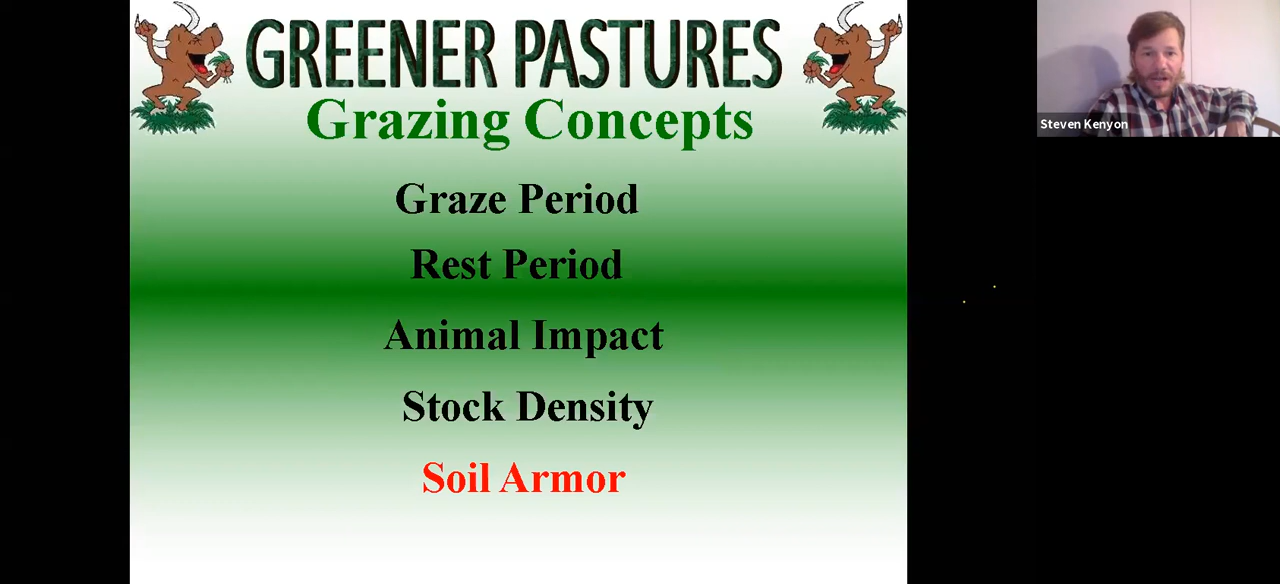 GREENER PASTURES
Grazing Concepts
Graze Period
Rest Period
Animal Impact
Stock Density
Soil Armor
Steven Kenyon